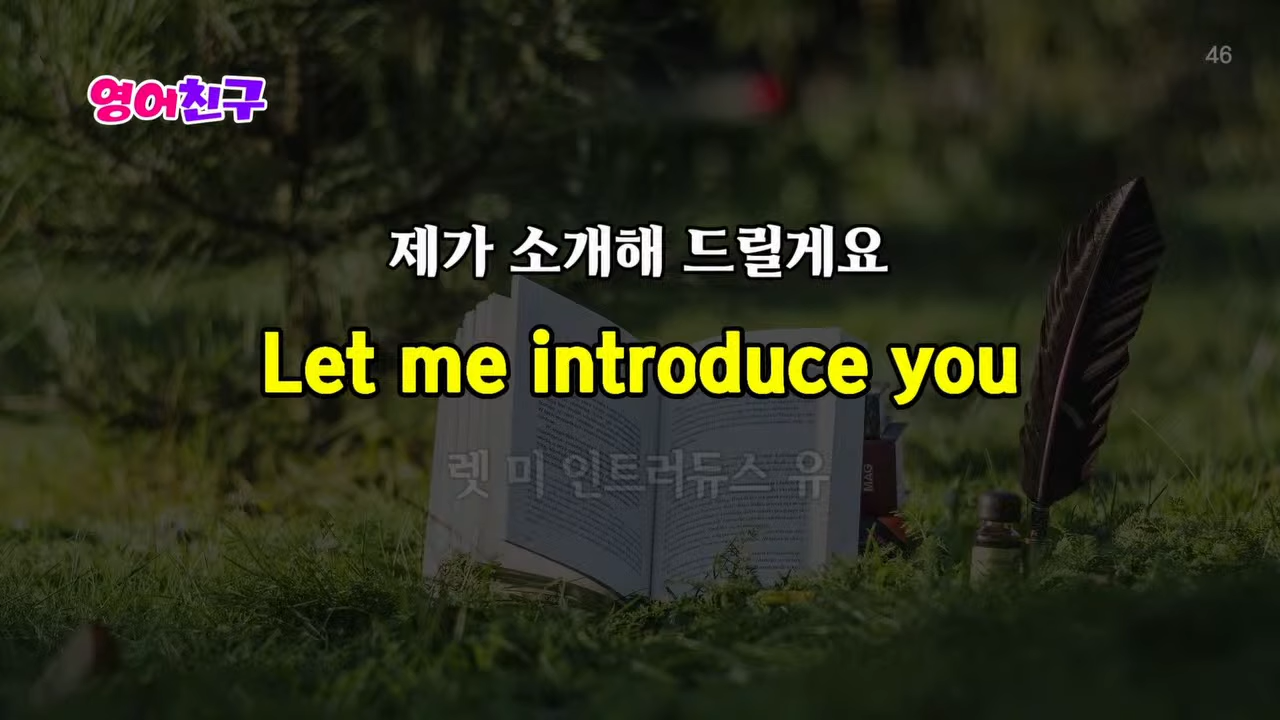 46
영어친구
제가 소개해 드릴게요
Let me introduce you
렛 미 인트러듀스 유
MAG